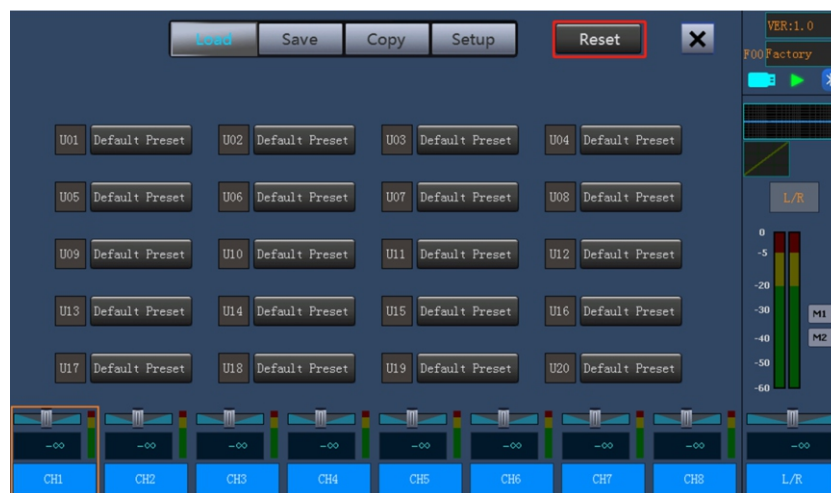 Load Save Copy Setup Reset X
VER:1.0
F00 Factory
U01 Default Preset U02 Default Preset U03 Default Preset U04 Default Preset
U05 Default Preset U06 Default Preset U07 Default Preset U08 Default Preset
L/R
U09 Default Preset U10 Default Preset U11 Default Preset U12 Default Preset
0
-5
-20
U13 Default Preset U14 Default Preset U15 Default Preset U16 Default Preset
-30 M1
-40 M2
U17 Default Preset U18 Default Preset U19 Default Preset U20 Default Preset
-50
-60
-∞ -∞ -∞ -∞ -∞ -∞ -∞ -∞ -∞
CH1 CH2 CH3 CH4 CH5 CH6 CH7 CH8 L/R